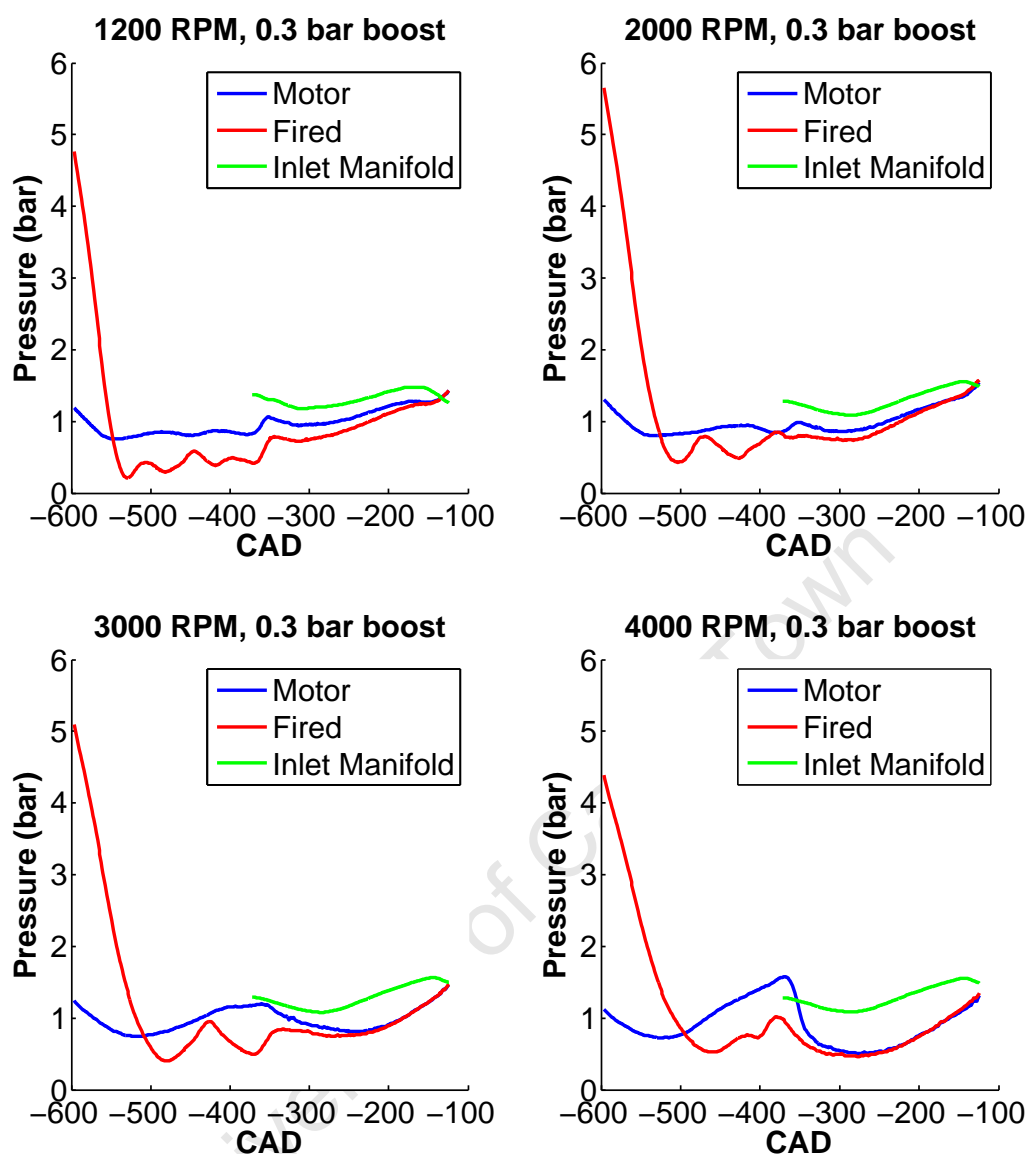 1200 RPM, 0.3 bar boost
6
5
4
3
2
1
0
Pressure (bar)
Motor
Fired
Inlet Manifold
−600 −500 −400 −300 −200 −100
CAD
2000 RPM, 0.3 bar boost
6
5
4
3
2
1
0
Pressure (bar)
Motor
Fired
Inlet Manifold
−600 −500 −400 −300 −200 −100
CAD
3000 RPM, 0.3 bar boost
6
5
4
3
2
1
0
Pressure (bar)
Motor
Fired
Inlet Manifold
−600 −500 −400 −300 −200 −100
CAD
4000 RPM, 0.3 bar boost
6
5
4
3
2
1
0
Pressure (bar)
Motor
Fired
Inlet Manifold
−600 −500 −400 −300 −200 −100
CAD
of